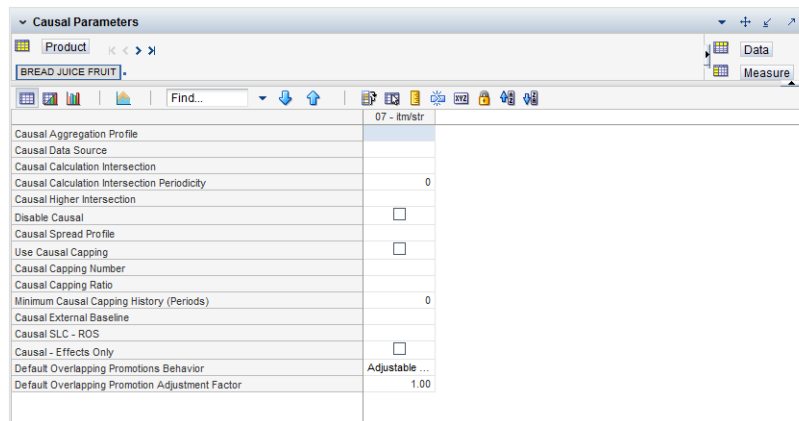 Causal Parameters
Product
Data
BREAD JUICE FRUIT
Measure
Find...
07 - itm/str
Causal Aggregation Profile
Causal Data Source
Causal Calculation Intersection
Causal Calculation Intersection Periodicity 0
Causal Higher Intersection
Disable Causal
Causal Spread Profile
Use Causal Capping
Causal Capping Number
Causal Capping Ratio
Minimum Causal Capping History (Periods) 0
Causal External Baseline
Causal SLC - ROS
Causal - Effects Only
Default Overlapping Promotions Behavior Adjustable ...
Default Overlapping Promotion Adjustment Factor 1.00